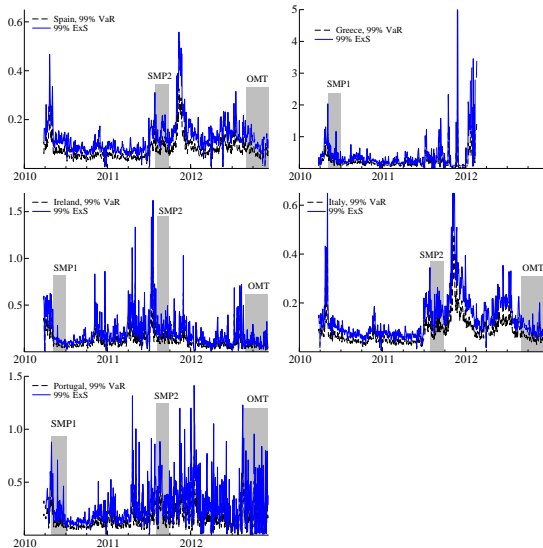 Spain, 99% VaR
99% ExS
SMP2
OMT
0.6
0.4
0.2
2010
2011
2012
Greece, 99% VaR
99% ExS
SMP1
5
4
3
2
1
2010
2011
2012
Ireland, 99% VaR
99% ExS
SMP1
SMP2
OMT
1.5
1.0
0.5
2010
2011
2012
Italy, 99% VaR
99% ExS
SMP2
OMT
0.6
0.4
0.2
2010
2011
2012
Portugal, 99% VaR
99% ExS
SMP1
SMP2
OMT
1.5
1.0
0.5
2010
2011
2012